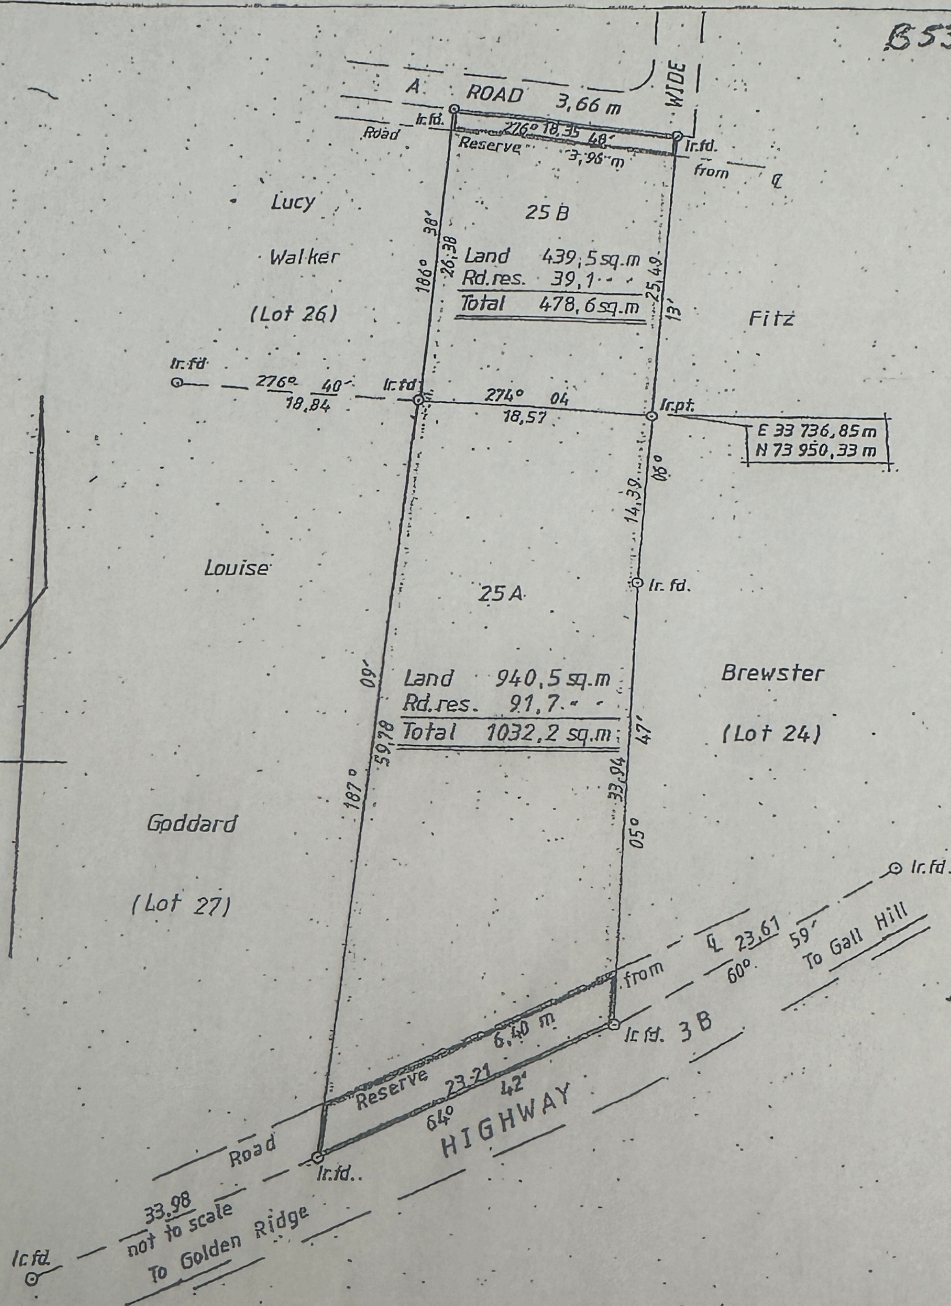 B53
WIDE
A ROAD 3,66 m
Ir.fd.
276° 18,35 48'
Ir.fd.
Road Reserve 3,96 m from ℄
Lucy
Walker
(Lot 26)
186° 26,38 38'
25 B
Land 439,5 sq.m
Rd.res. 39,1 " "
Total 478,6 sq.m
25,49
13'
Fitz
Ir.fd
276° 40'
18,84
Ir.fd
274° 04
18,57
Ir.pt.
E 33 736,85 m
N 73 950,33 m
06°
14,39
Ir. fd.
Louise
25 A
Land 940,5 sq.m
Rd.res. 91,7 " "
Total 1032,2 sq.m
187° 59,78 09'
05° 33,94 47'
Brewster
(Lot 24)
Goddard
(Lot 27)
Ir.fd.
℄ 23,61
60° 59'
To Gall Hill
from
6,40 m
Ir. fd. 3 B
Reserve 23,21
64° 42'
HIGHWAY
Road
Ir.fd..
33,98
not to scale
To Golden Ridge
Ir.fd.